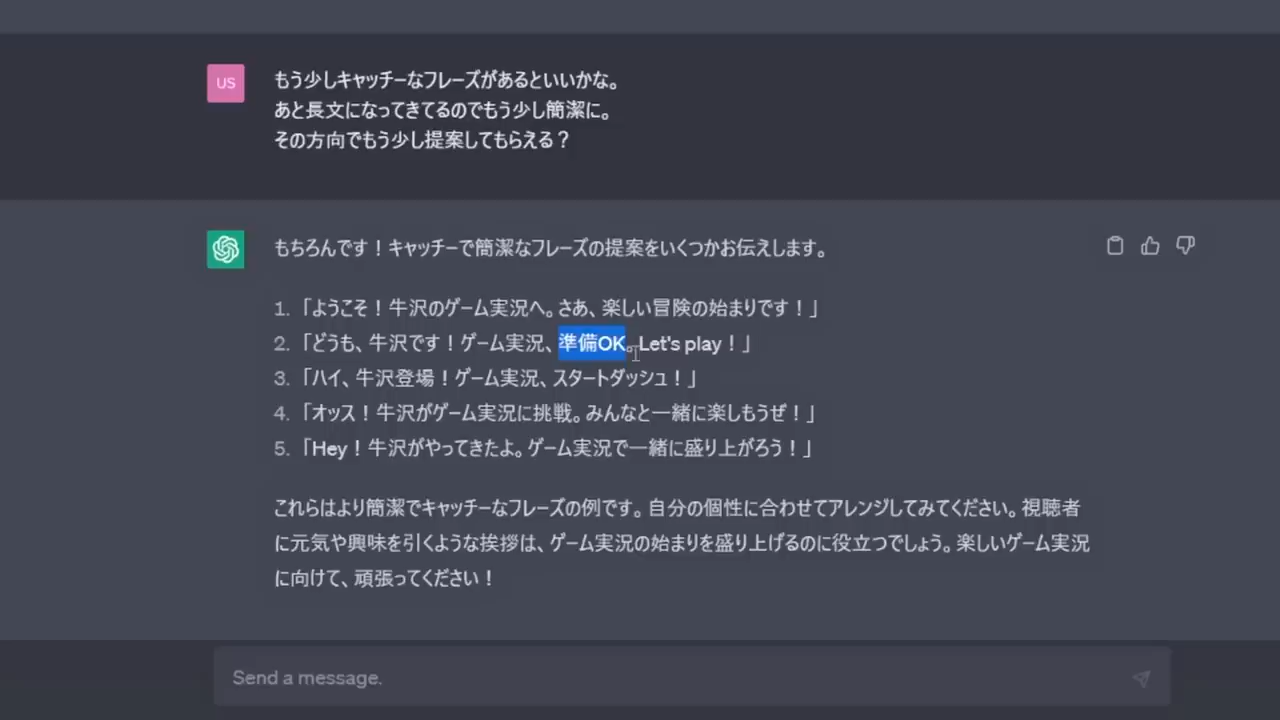 US
もう少しキャッチーなフレーズがあるといいかな。
あと長文になってきてるのでもう少し簡潔に。
その方向でもう少し提案してもらえる？
もちろんです！キャッチーで簡潔なフレーズの提案をいくつかお伝えします。
1. 「ようこそ！牛沢のゲーム実況へ。さあ、楽しい冒険の始まりです！」
2. 「どうも、牛沢です！ゲーム実況、準備OK。Let's play！」
3. 「ハイ、牛沢登場！ゲーム実況、スタートダッシュ！」
4. 「オッス！牛沢がゲーム実況に挑戦。みんなと一緒に楽しもうぜ！」
5. 「Hey！牛沢がやってきたよ。ゲーム実況で一緒に盛り上がろう！」
これらはより簡潔でキャッチーなフレーズの例です。自分の個性に合わせてアレンジしてみてください。視聴者
に元気や興味を引くような挨拶は、ゲーム実況の始まりを盛り上げるのに役立つでしょう。楽しいゲーム実況
に向けて、頑張ってください！
Send a message.